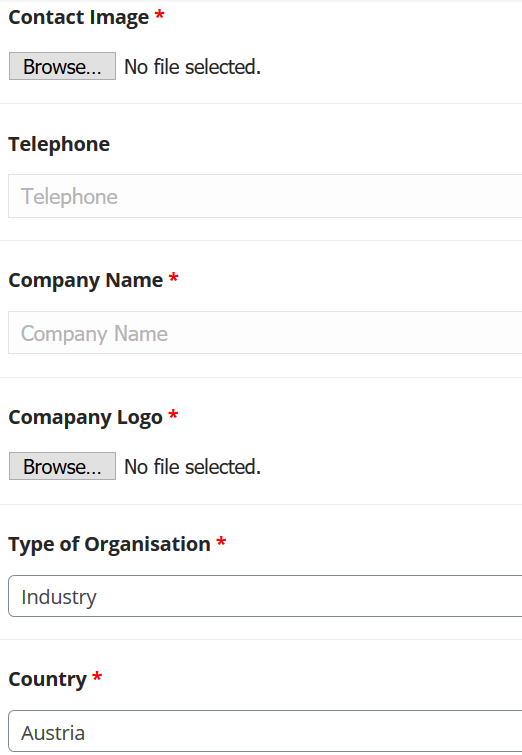 Contact Image *
Browse... No file selected.
Telephone
Telephone
Company Name *
Company Name
Comapany Logo *
Browse... No file selected.
Type of Organisation *
Industry
Country *
Austria